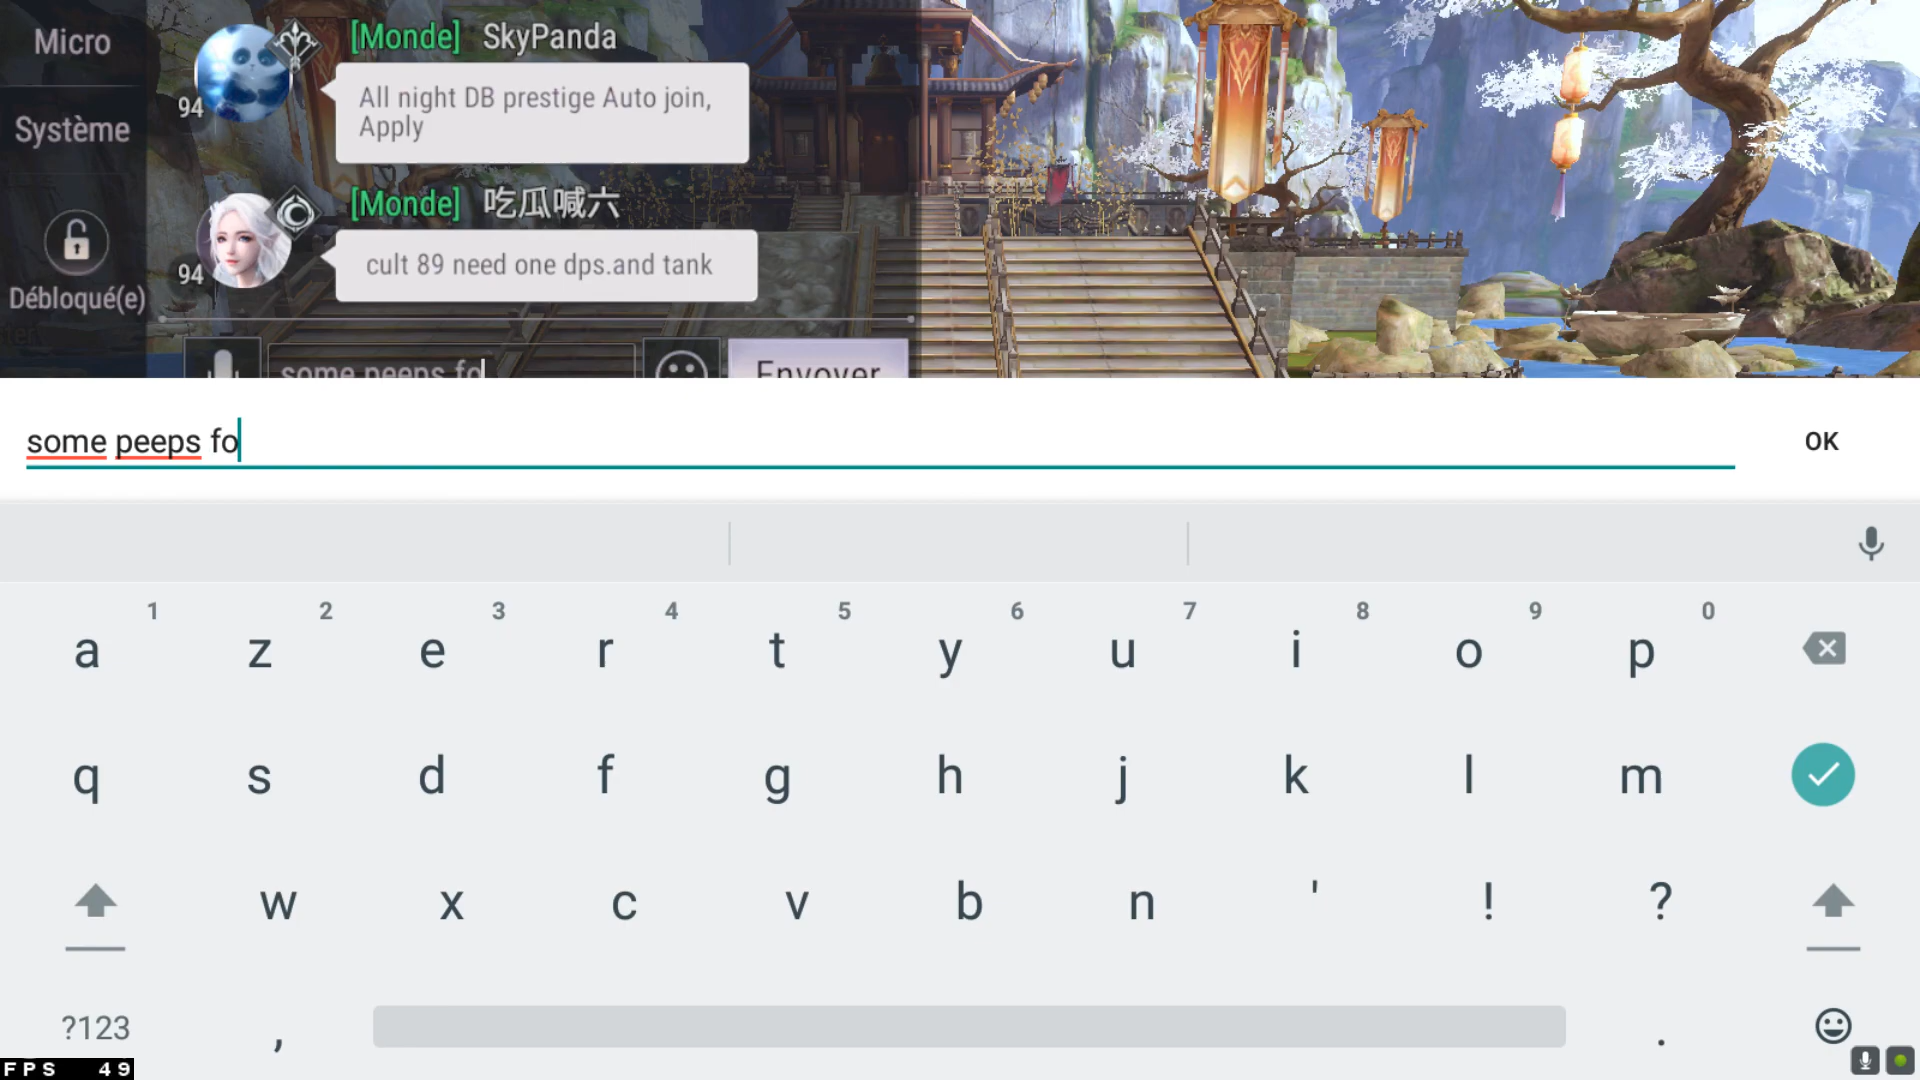 Micro
[Monde] SkyPanda
94
All night DB prestige Auto join,
Apply
Système
[Monde] 吃瓜喊六
94
cult 89 need one dps.and tank
Débloqué(e)
some peeps fo
Envoyer
some peeps fo
OK
1 2 3 4 5 6 7 8 9 0
a z e r t y u i o p
q s d f g h j k l m
w x c v b n ' ! ?
?123 , .
FPS 49